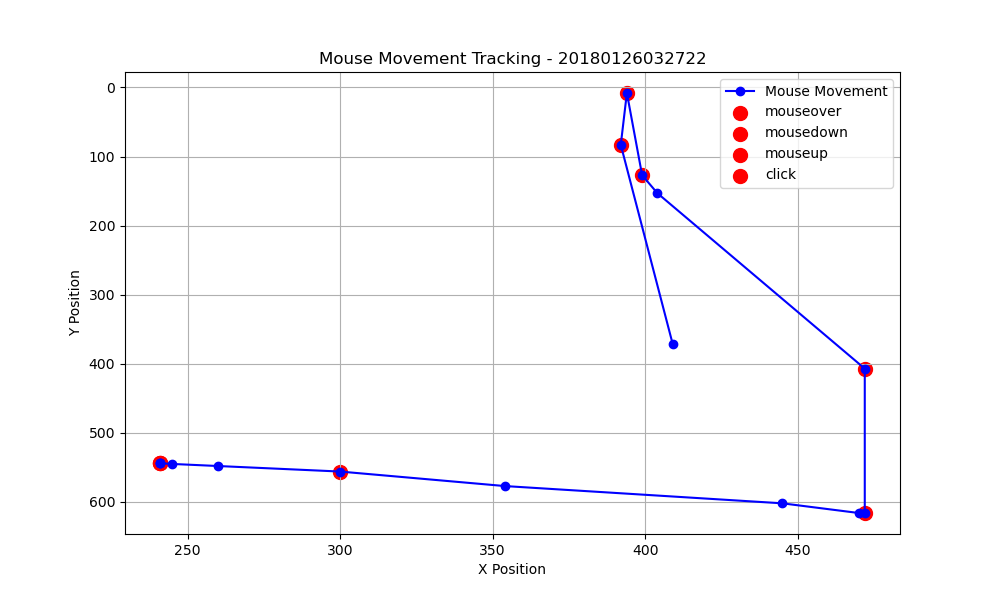 Mouse Movement Tracking - 20180126032722
Mouse Movement
mouseover
mousedown
mouseup
click
0
100
200
300
400
500
600
Y Position
250
300
350
400
450
X Position